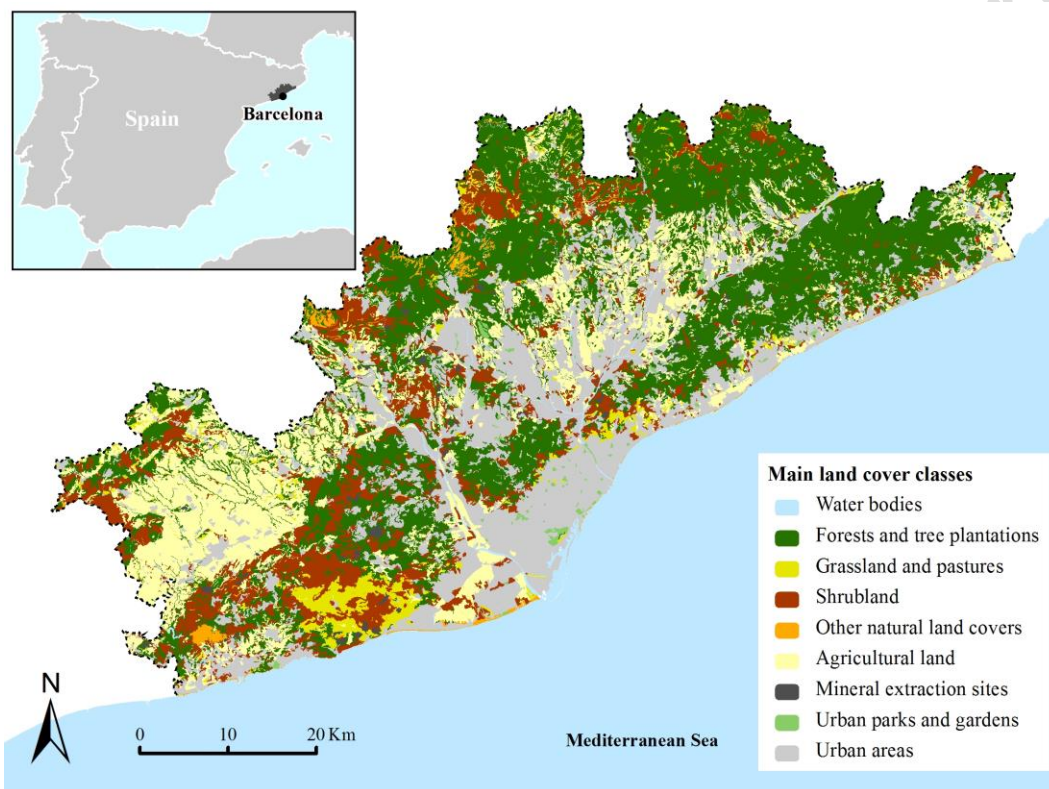 Spain
Barcelona
Main land cover classes
Water bodies
Forests and tree plantations
Grassland and pastures
Shrubland
Other natural land covers
Agricultural land
Mineral extraction sites
Urban parks and gardens
Urban areas
N
0 10 20 Km
Mediterranean Sea